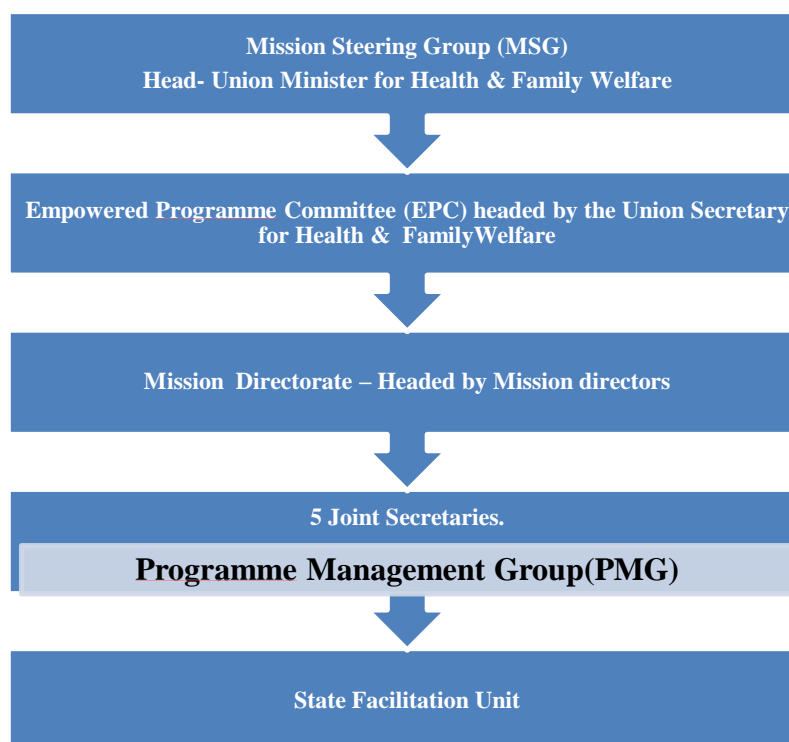 Mission Steering Group (MSG)
Head- Union Minister for Health & Family Welfare
Empowered Programme Committee (EPC) headed by the Union Secretary
for Health &  FamilyWelfare
Mission  Directorate – Headed by Mission directors
5 Joint Secretaries.
Programme Management Group(PMG)
State Facilitation Unit